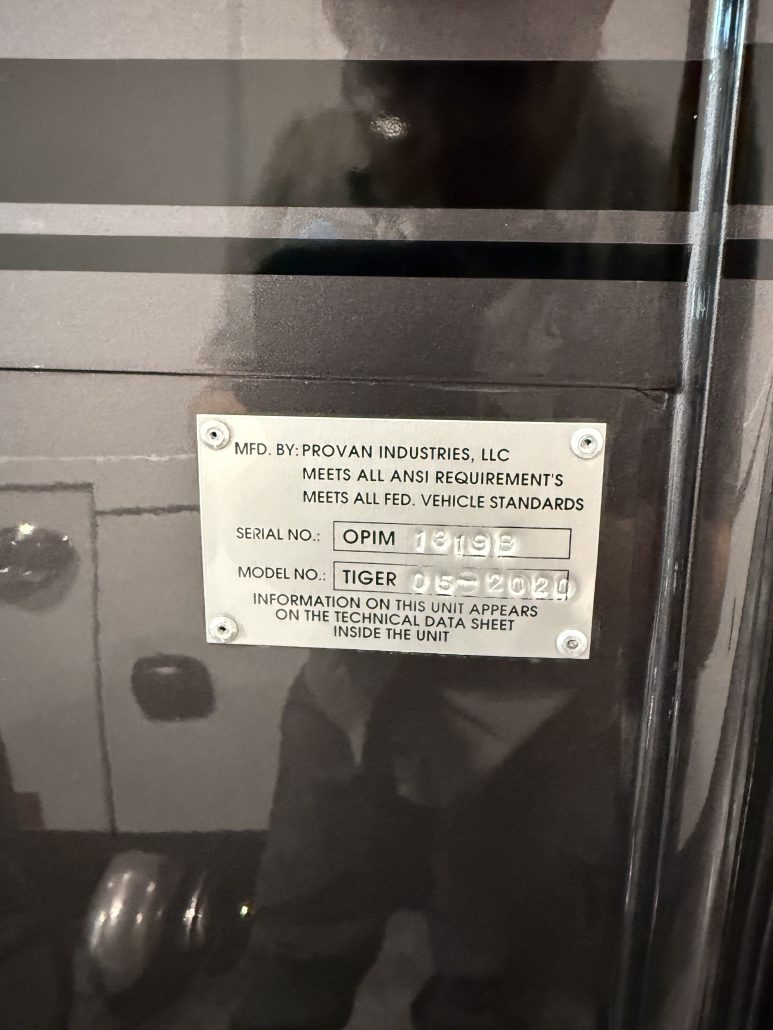 MFD. BY: PROVAN INDUSTRIES, LLC
MEETS ALL ANSI REQUIREMENT'S
MEETS ALL FED. VEHICLE STANDARDS
SERIAL NO.: OPIM 13198
MODEL NO.: TIGER 05-2020
INFORMATION ON THIS UNIT APPEARS
ON THE TECHNICAL DATA SHEET
INSIDE THE UNIT